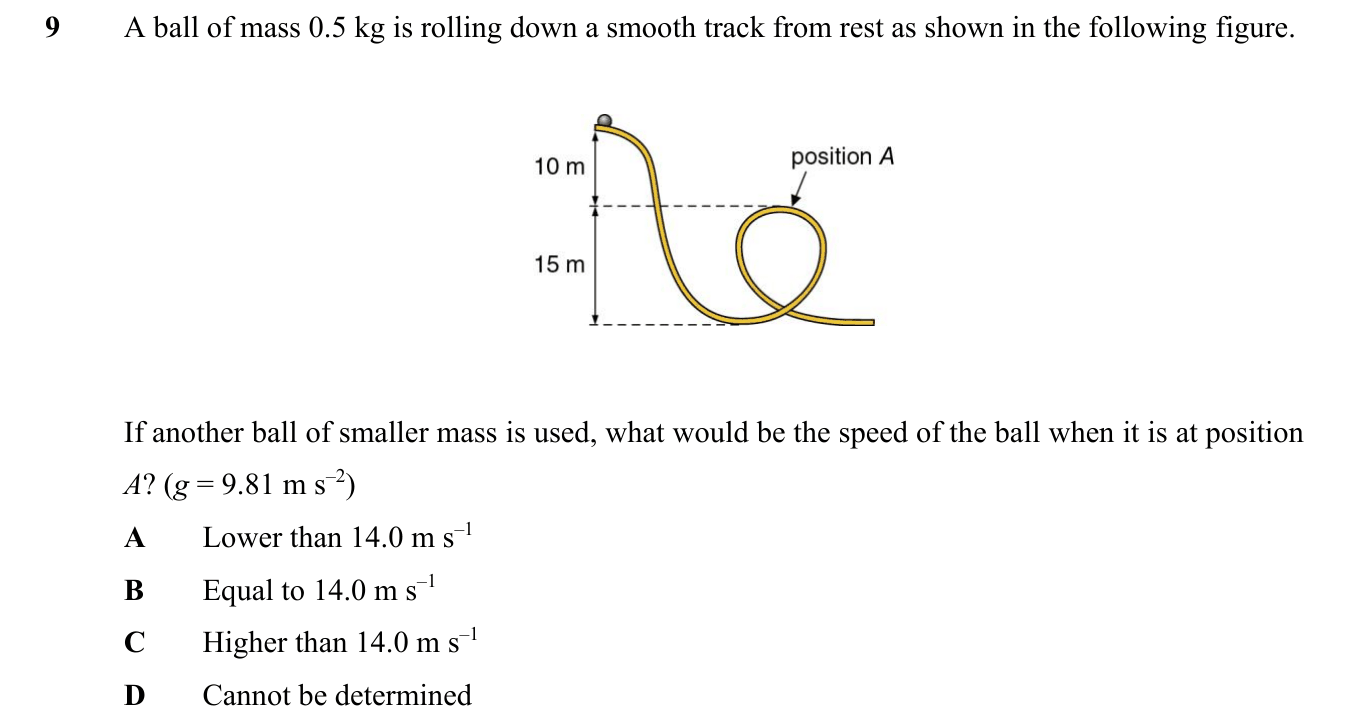 9 A ball of mass 0.5 kg is rolling down a smooth track from rest as shown in the following figure.
10 m
position A
15 m
If another ball of smaller mass is used, what would be the speed of the ball when it is at position
A? (g = 9.81 m s⁻²)
A Lower than 14.0 m s⁻¹
B Equal to 14.0 m s⁻¹
C Higher than 14.0 m s⁻¹
D Cannot be determined